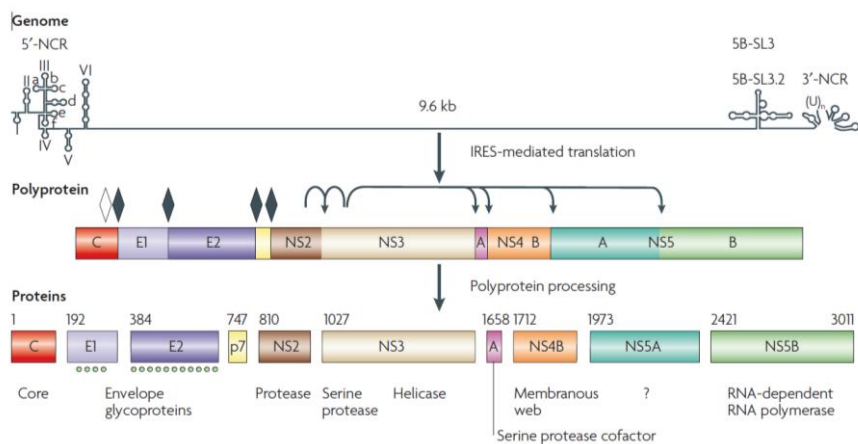 Genome
5′-NCR
III
VI
II
a
b
c
d
e
f
I
IV
V
9.6 kb
5B-SL3
5B-SL3.2
3′-NCR
(U)n
IRES-mediated translation
Polyprotein
C
E1
E2
NS2
NS3
A
NS4 B
A
NS5
B
Polyprotein processing
Proteins
1 192 384 747 810 1027 1658 1712 1973 2421 3011
C E1 E2 p7 NS2 NS3 A NS4B NS5A NS5B
Core
Envelope
glycoproteins
Protease
Serine
protease
Helicase
Membranous
web
?
RNA-dependent
RNA polymerase
Serine protease cofactor